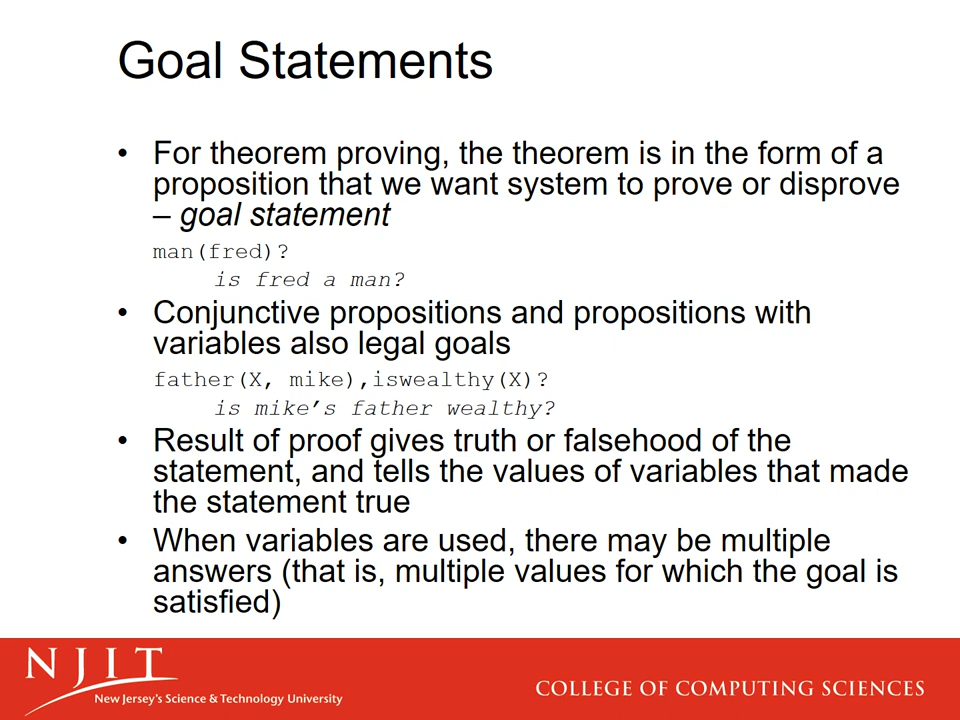 Goal Statements
• For theorem proving, the theorem is in the form of a
proposition that we want system to prove or disprove
– goal statement
man(fred)?
is fred a man?
• Conjunctive propositions and propositions with
variables also legal goals
father(X, mike),iswealthy(X)?
is mike’s father wealthy?
• Result of proof gives truth or falsehood of the
statement, and tells the values of variables that made
the statement true
• When variables are used, there may be multiple
answers (that is, multiple values for which the goal is
satisfied)
NJIT
New Jersey's Science & Technology University
COLLEGE OF COMPUTING SCIENCES